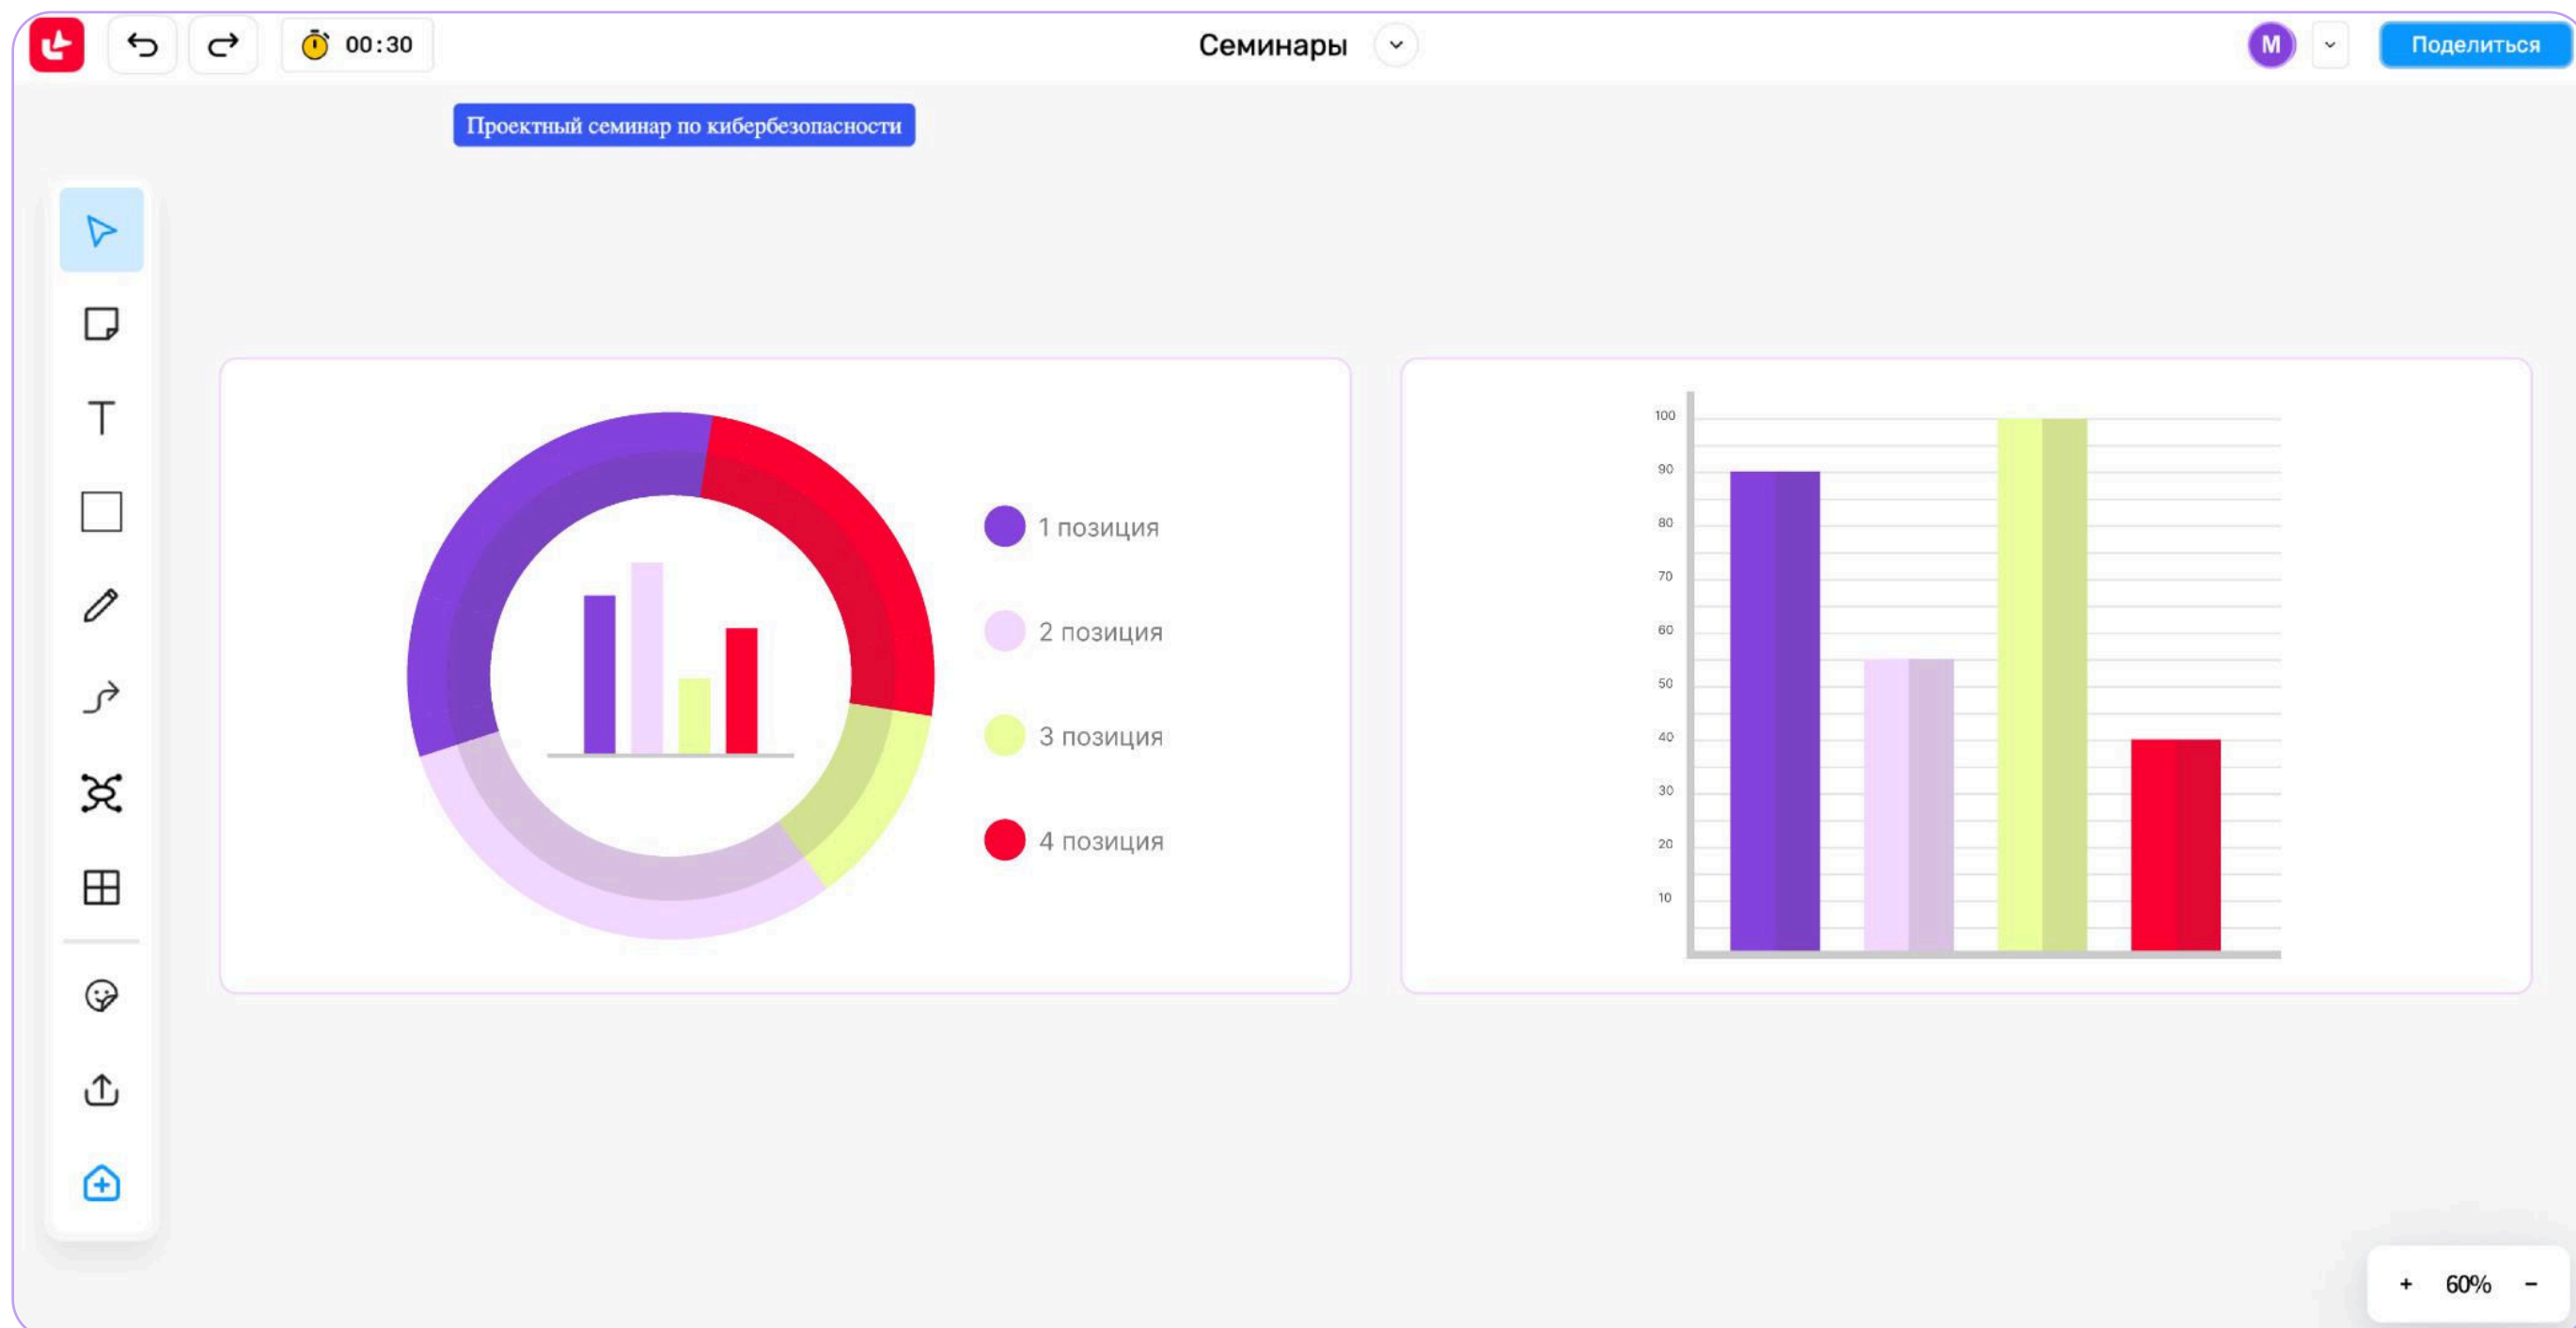 00:30
Семинары
M
Поделиться
Проектный семинар по кибербезопасности
T
1 позиция
2 позиция
3 позиция
4 позиция
100
90
80
70
60
50
40
30
20
10
+ 60% −